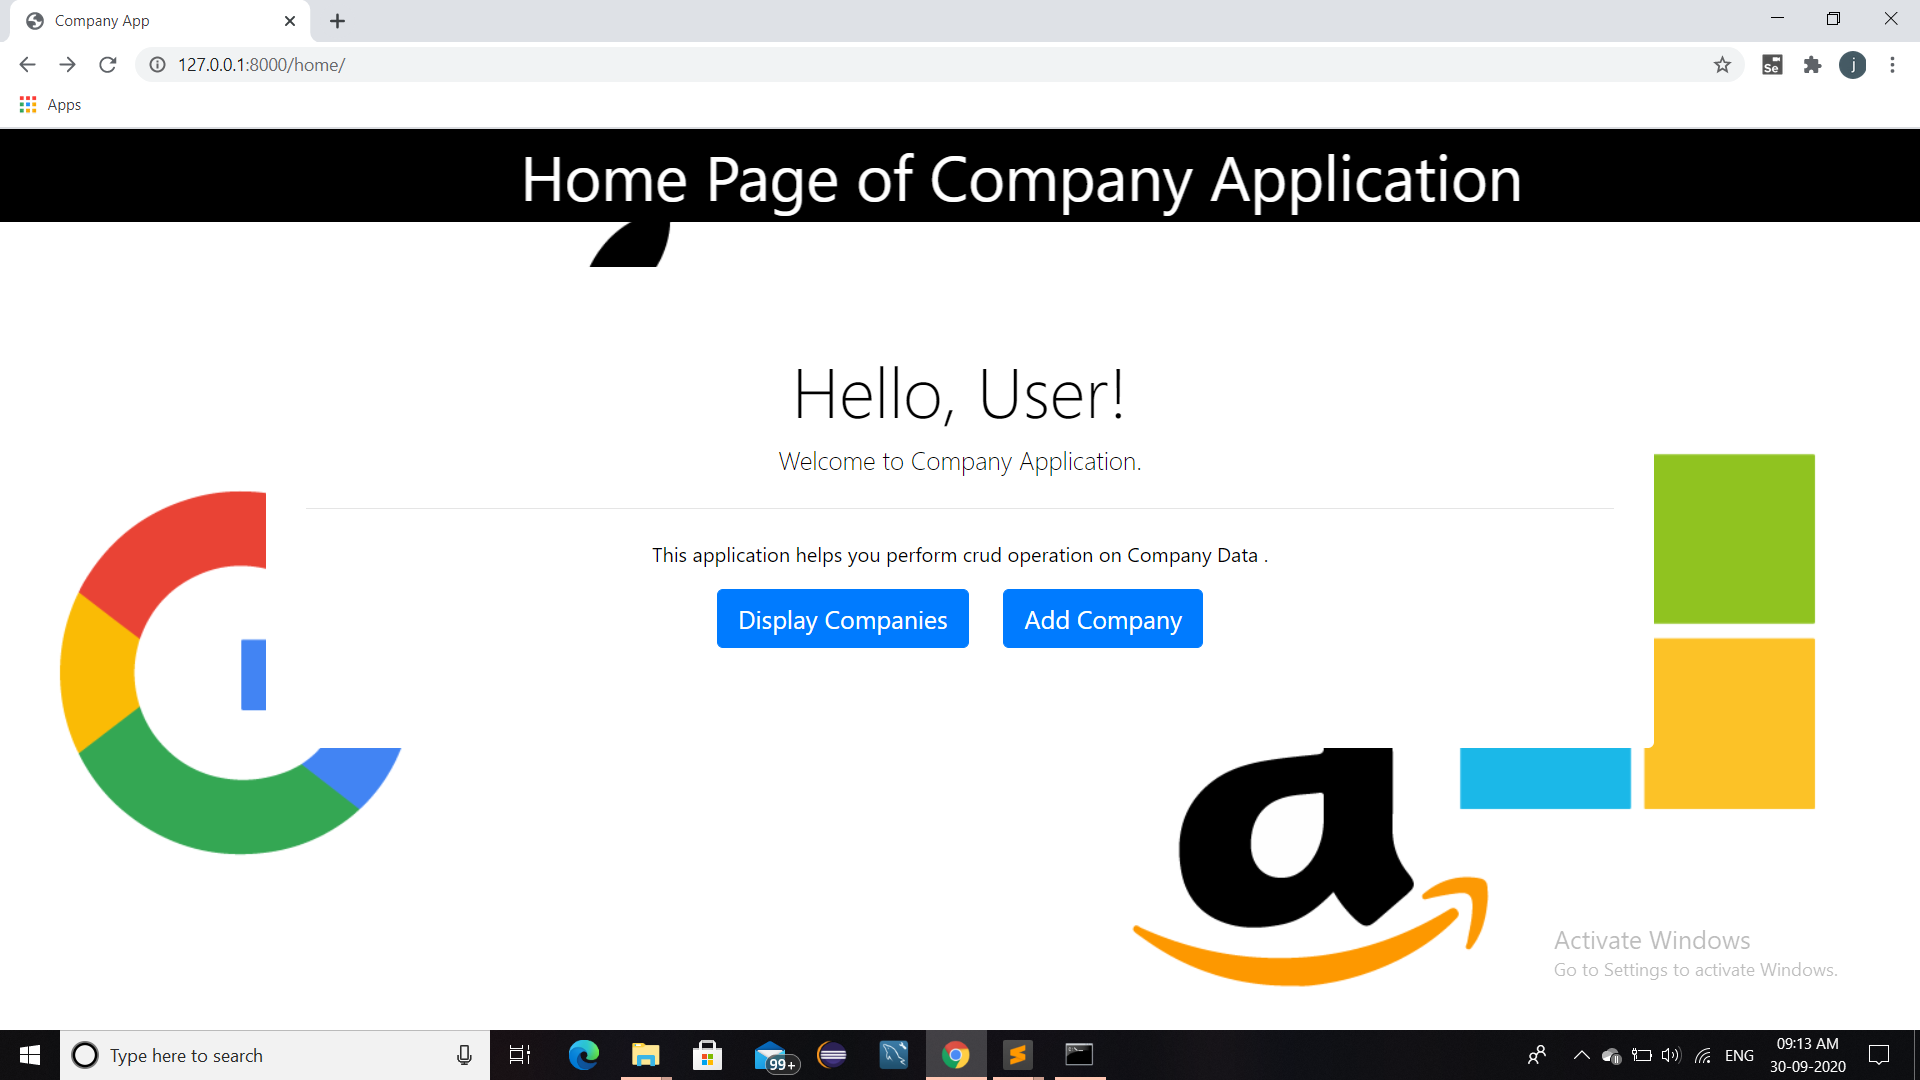 Company App
127.0.0.1:8000/home/
Se
j
Apps
Home Page of Company Application
Hello, User!
Welcome to Company Application.
This application helps you perform crud operation on Company Data .
Display Companies
Add Company
a
Activate Windows
Go to Settings to activate Windows.
Type here to search
99+
ENG
09:13 AM
30-09-2020